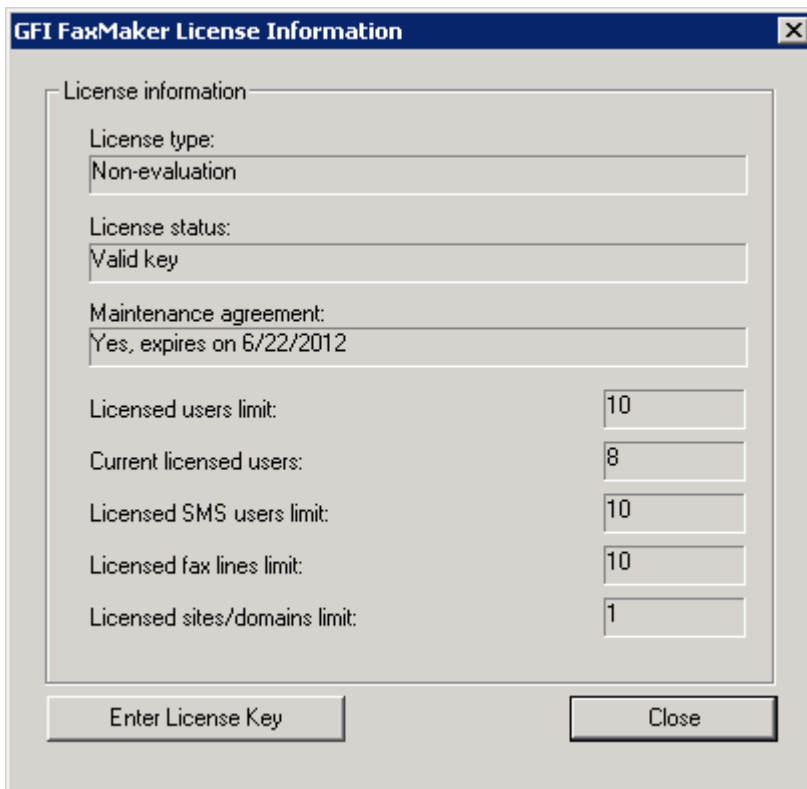 GFI FaxMaker License Information
License information
License type:
Non-evaluation
License status:
Valid key
Maintenance agreement:
Yes, expires on 6/22/2012
Licensed users limit: 10
Current licensed users: 8
Licensed SMS users limit: 10
Licensed fax lines limit: 10
Licensed sites/domains limit: 1
Enter License Key Close